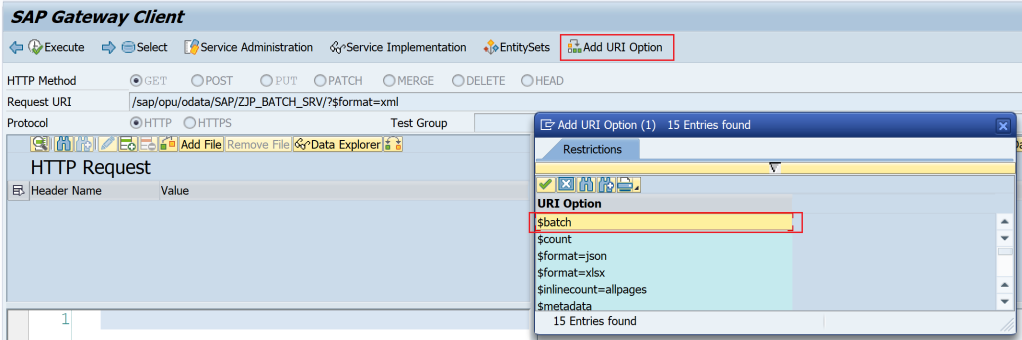 SAP Gateway Client
Execute Select Service Administration Service Implementation EntitySets Add URI Option
HTTP Method GET POST PUT PATCH MERGE DELETE HEAD
Request URI /sap/opu/odata/SAP/ZJP_BATCH_SRV/?$format=xml
Protocol HTTP HTTPS Test Group
Add File Remove File Data Explorer
HTTP Request
Header Name Value
1
Add URI Option (1) 15 Entries found
Restrictions
URI Option
$batch
$count
$format=json
$format=xlsx
$inlinecount=allpages
$metadata
15 Entries found